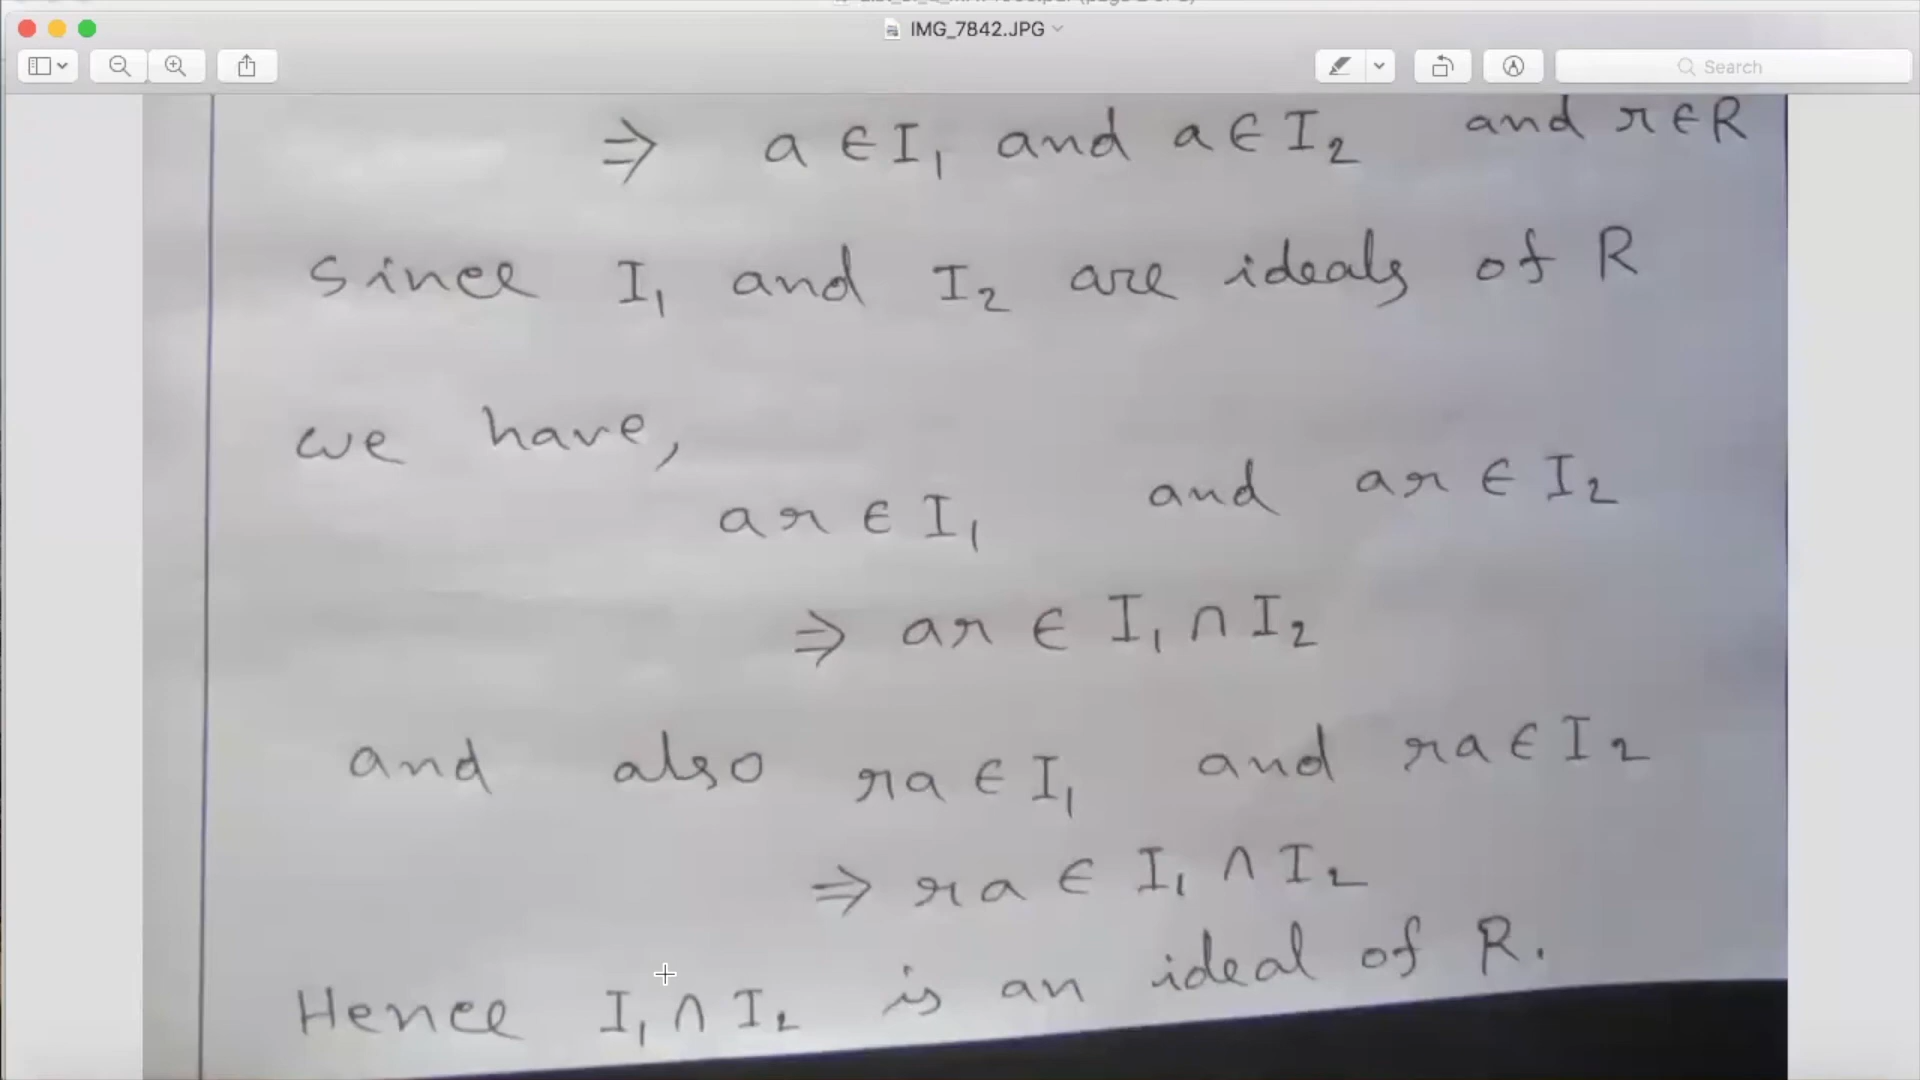 IMG_7842.JPG
Search
⇒ a ∈ I₁ and a ∈ I₂ and r ∈ R
Since I₁ and I₂ are ideals of R
we have,
ar ∈ I₁ and ar ∈ I₂
⇒ ar ∈ I₁ ∩ I₂
and also ra ∈ I₁ and ra ∈ I₂
⇒ ra ∈ I₁ ∩ I₂
Hence I₁ ∩ I₂ is an ideal of R.